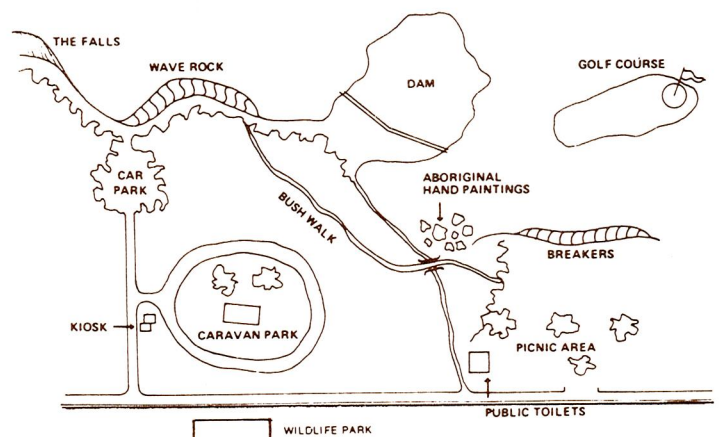 THE FALLS
WAVE ROCK
DAM
GOLF COURSE
CAR
PARK
ABORIGINAL
HAND PAINTINGS
BUSH WALK
BREAKERS
KIOSK
CARAVAN PARK
PICNIC AREA
PUBLIC TOILETS
WILDLIFE PARK